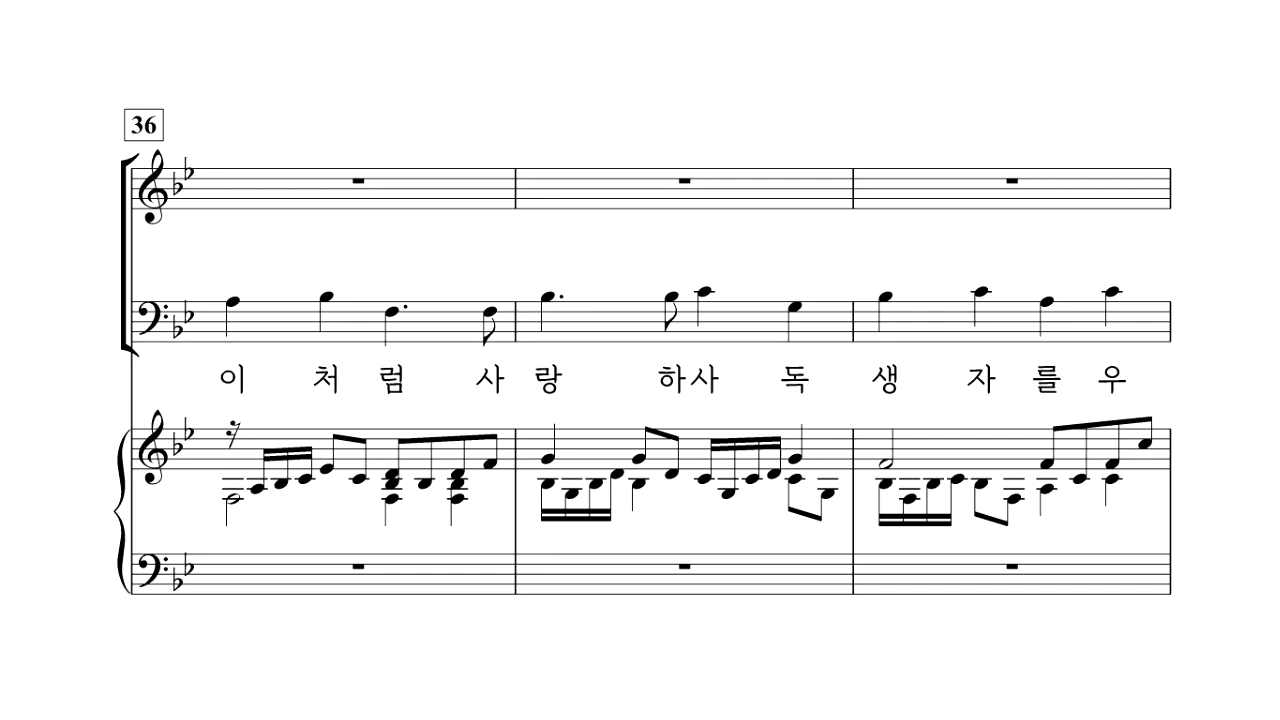 36
이 처 럼 사 랑 하 사 독 생 자 를 우